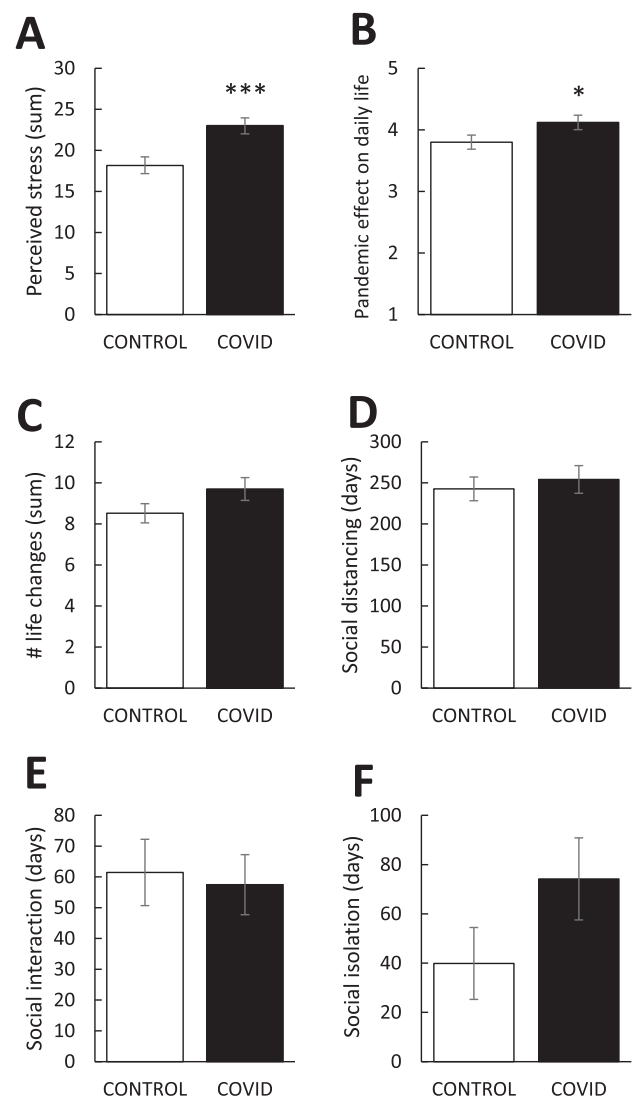 A
Perceived stress (sum)
30
25
20
15
10
5
0
***
CONTROL COVID
B
Pandemic effect on daily life
5
4
3
2
1
*
CONTROL COVID
C
# life changes (sum)
12
10
8
6
4
2
0
CONTROL COVID
D
Social distancing (days)
300
250
200
150
100
50
0
CONTROL COVID
E
Social interaction (days)
80
70
60
50
40
30
20
10
0
CONTROL COVID
F
Social isolation (days)
100
80
60
40
20
0
CONTROL COVID